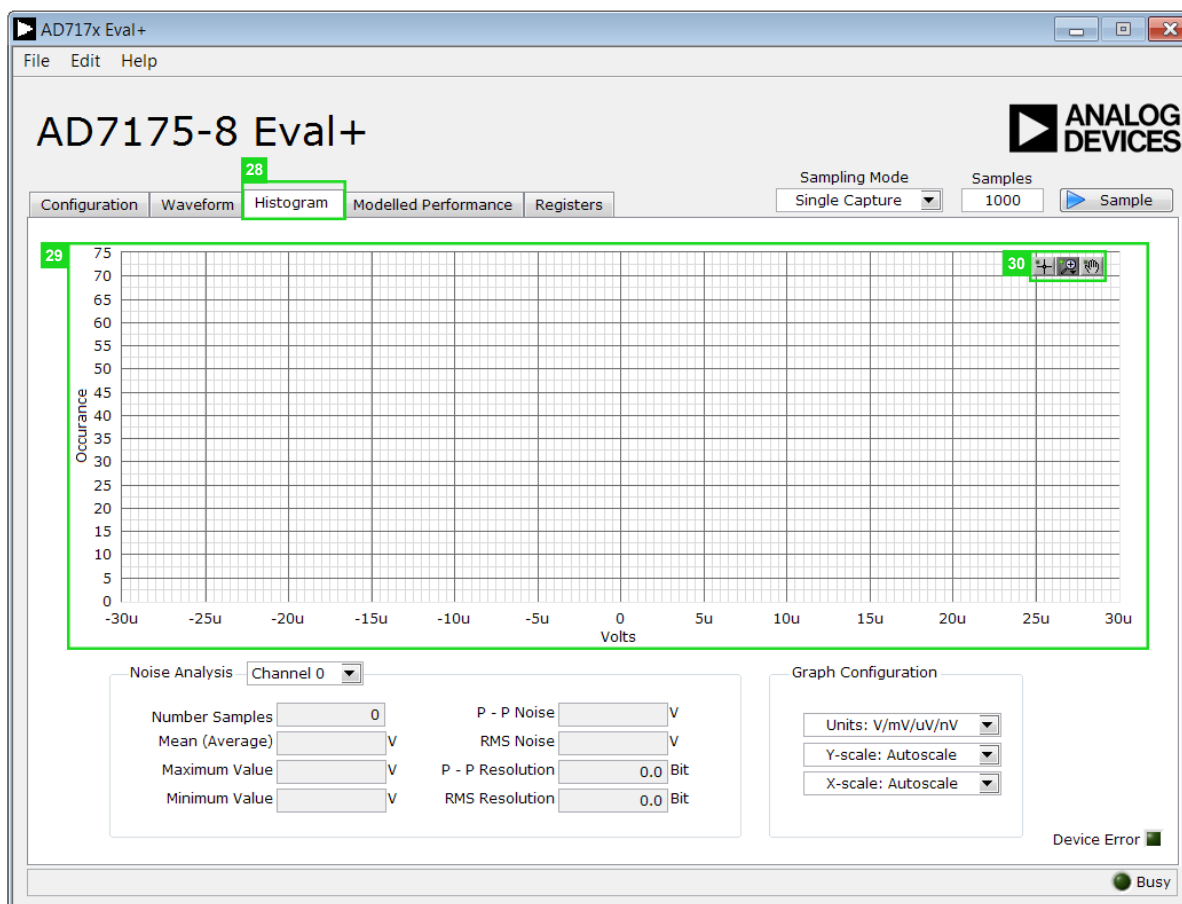 AD717x Eval+
File Edit Help
AD7175-8 Eval+
ANALOG
DEVICES
28
Sampling Mode
Samples
Configuration
Waveform
Histogram
Modelled Performance
Registers
Single Capture
1000
Sample
29
30
75
70
65
60
55
50
45
40
35
30
25
20
15
10
5
0
Occurance
-30u -25u -20u -15u -10u -5u 0 5u 10u 15u 20u 25u 30u
Volts
Noise Analysis Channel 0
Number Samples 0
Mean (Average) V
Maximum Value V
Minimum Value V
P - P Noise V
RMS Noise V
P - P Resolution 0.0 Bit
RMS Resolution 0.0 Bit
Graph Configuration
Units: V/mV/uV/nV
Y-scale: Autoscale
X-scale: Autoscale
Device Error
Busy